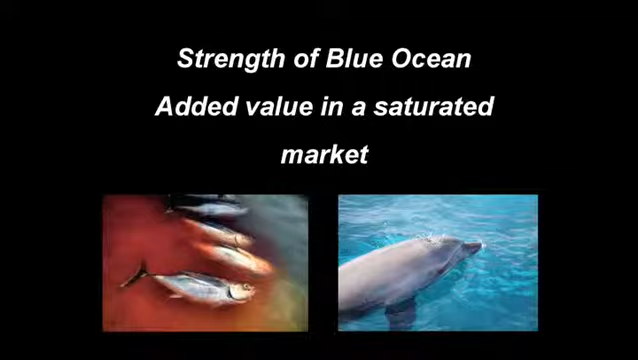 Strength of Blue Ocean
Added value in a saturated
market